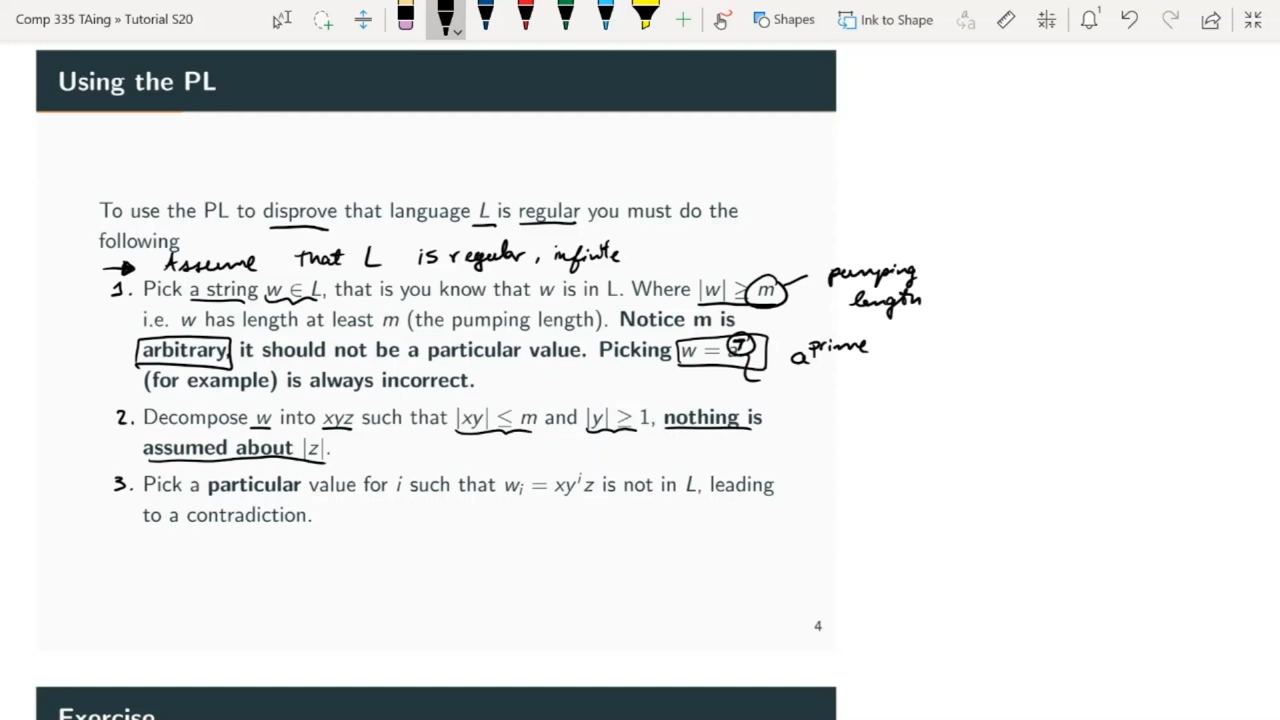 Comp 335 TAing » Tutorial S20
Shapes
Ink to Shape
Using the PL
To use the PL to disprove that language L is regular you must do the
following
→ Assume that L is regular, infinite
1. Pick a string w ∈ L, that is you know that w is in L. Where |w| ≥ m
pumping
length
i.e. w has length at least m (the pumping length). Notice m is
arbitrary, it should not be a particular value. Picking w = a⁷
a^prime
(for example) is always incorrect.
2. Decompose w into xyz such that |xy| ≤ m and |y| ≥ 1, nothing is
assumed about |z|.
3. Pick a particular value for i such that wᵢ = xyⁱz is not in L, leading
to a contradiction.
4
Exercise